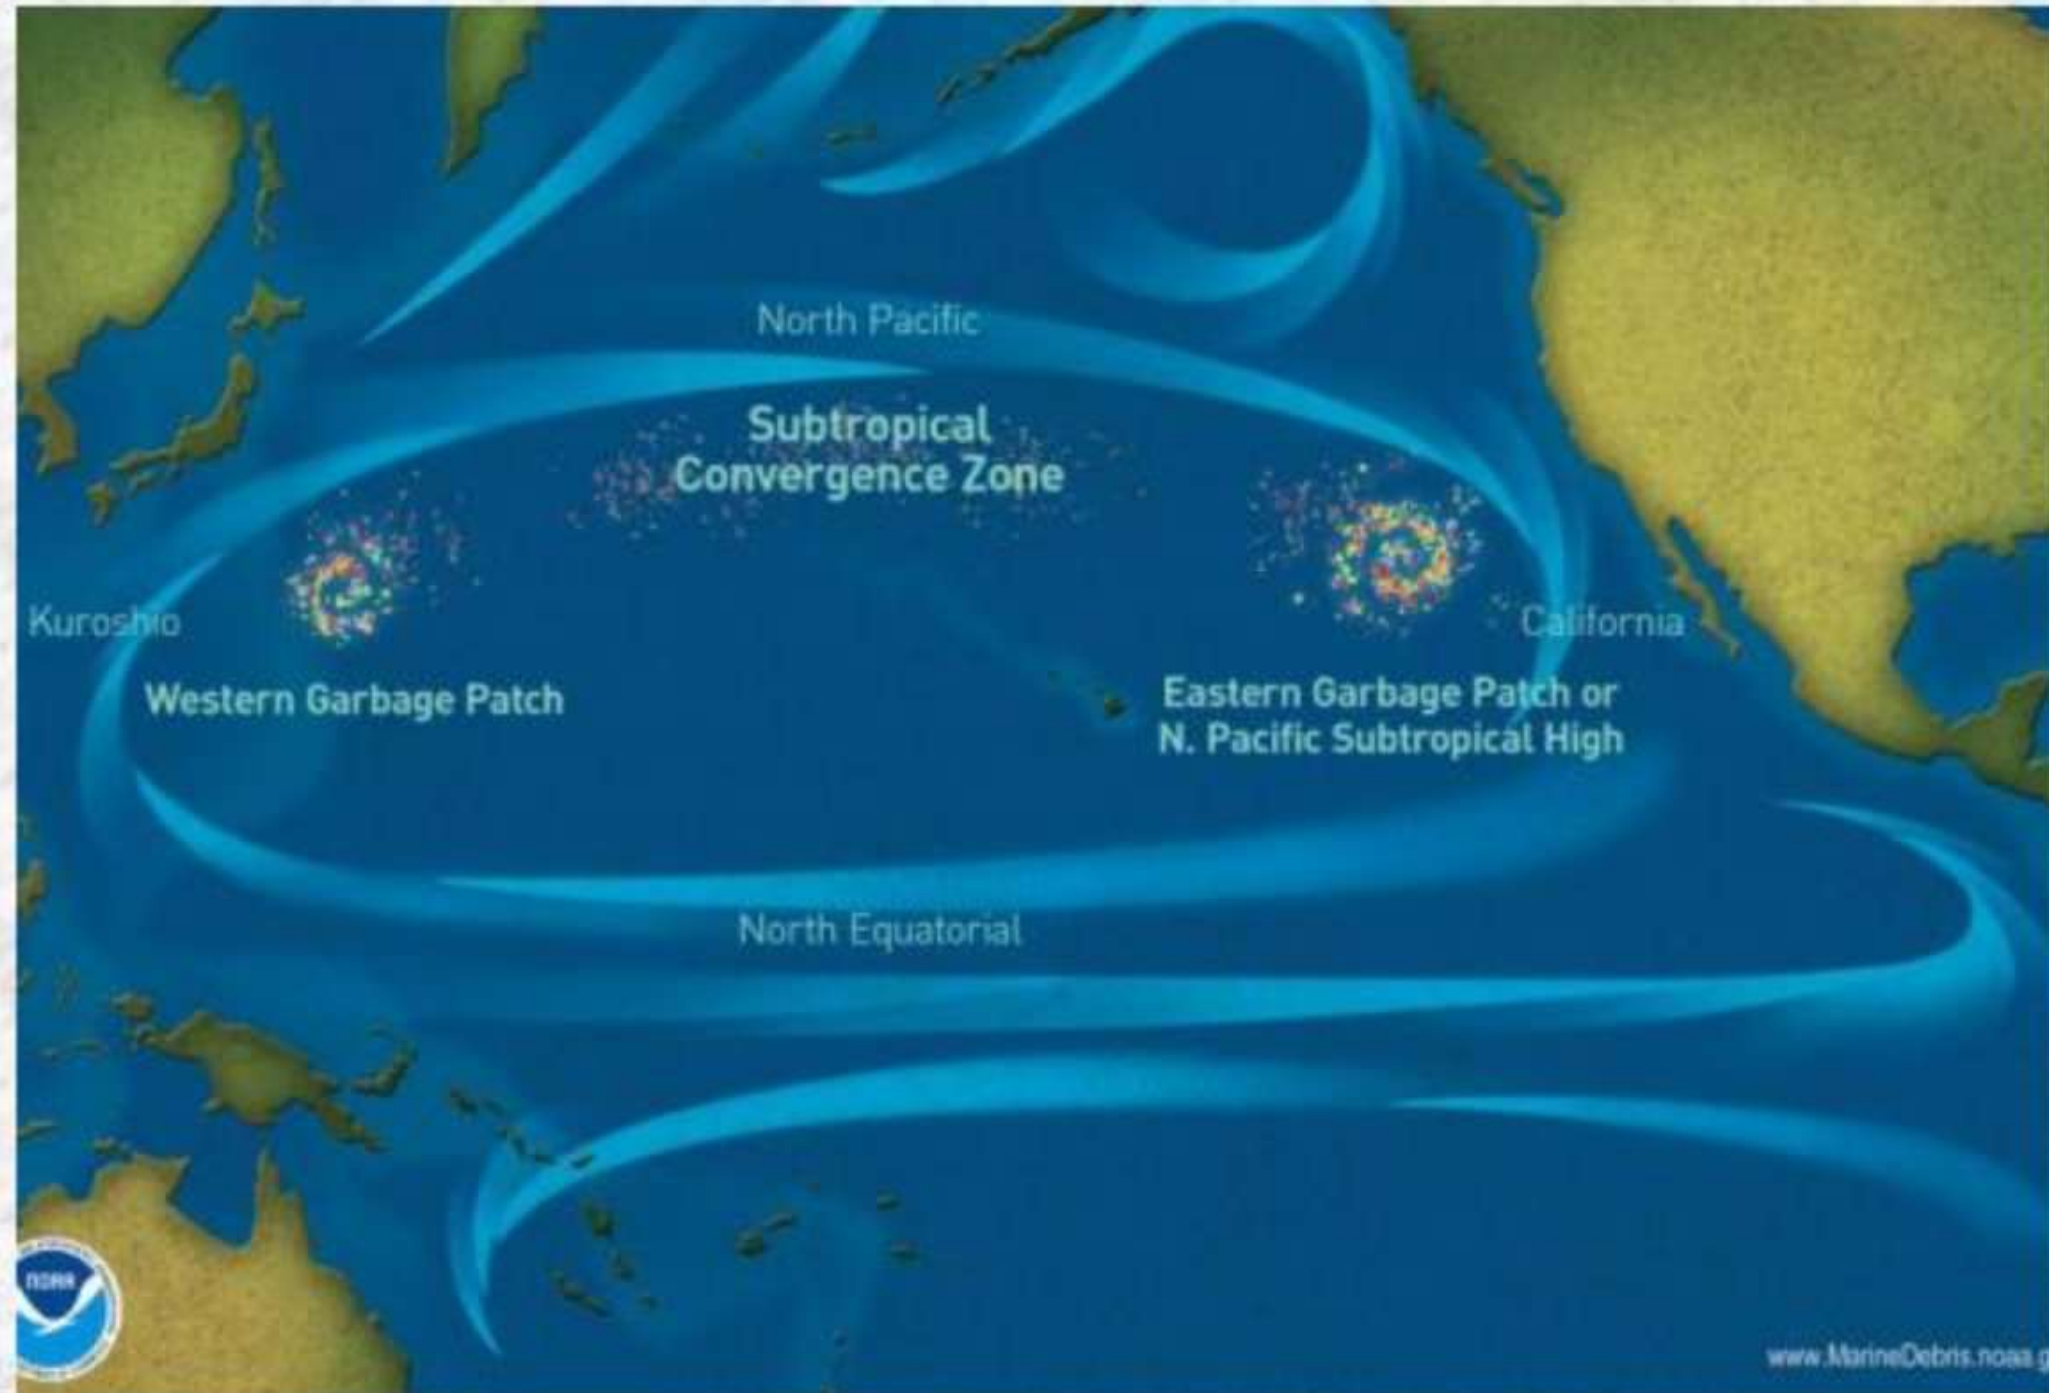 North Pacific
Subtropical
Convergence Zone
Kuroshio
California
Western Garbage Patch
Eastern Garbage Patch or
N. Pacific Subtropical High
North Equatorial
NOAA
www.MarineDebris.noaa.g